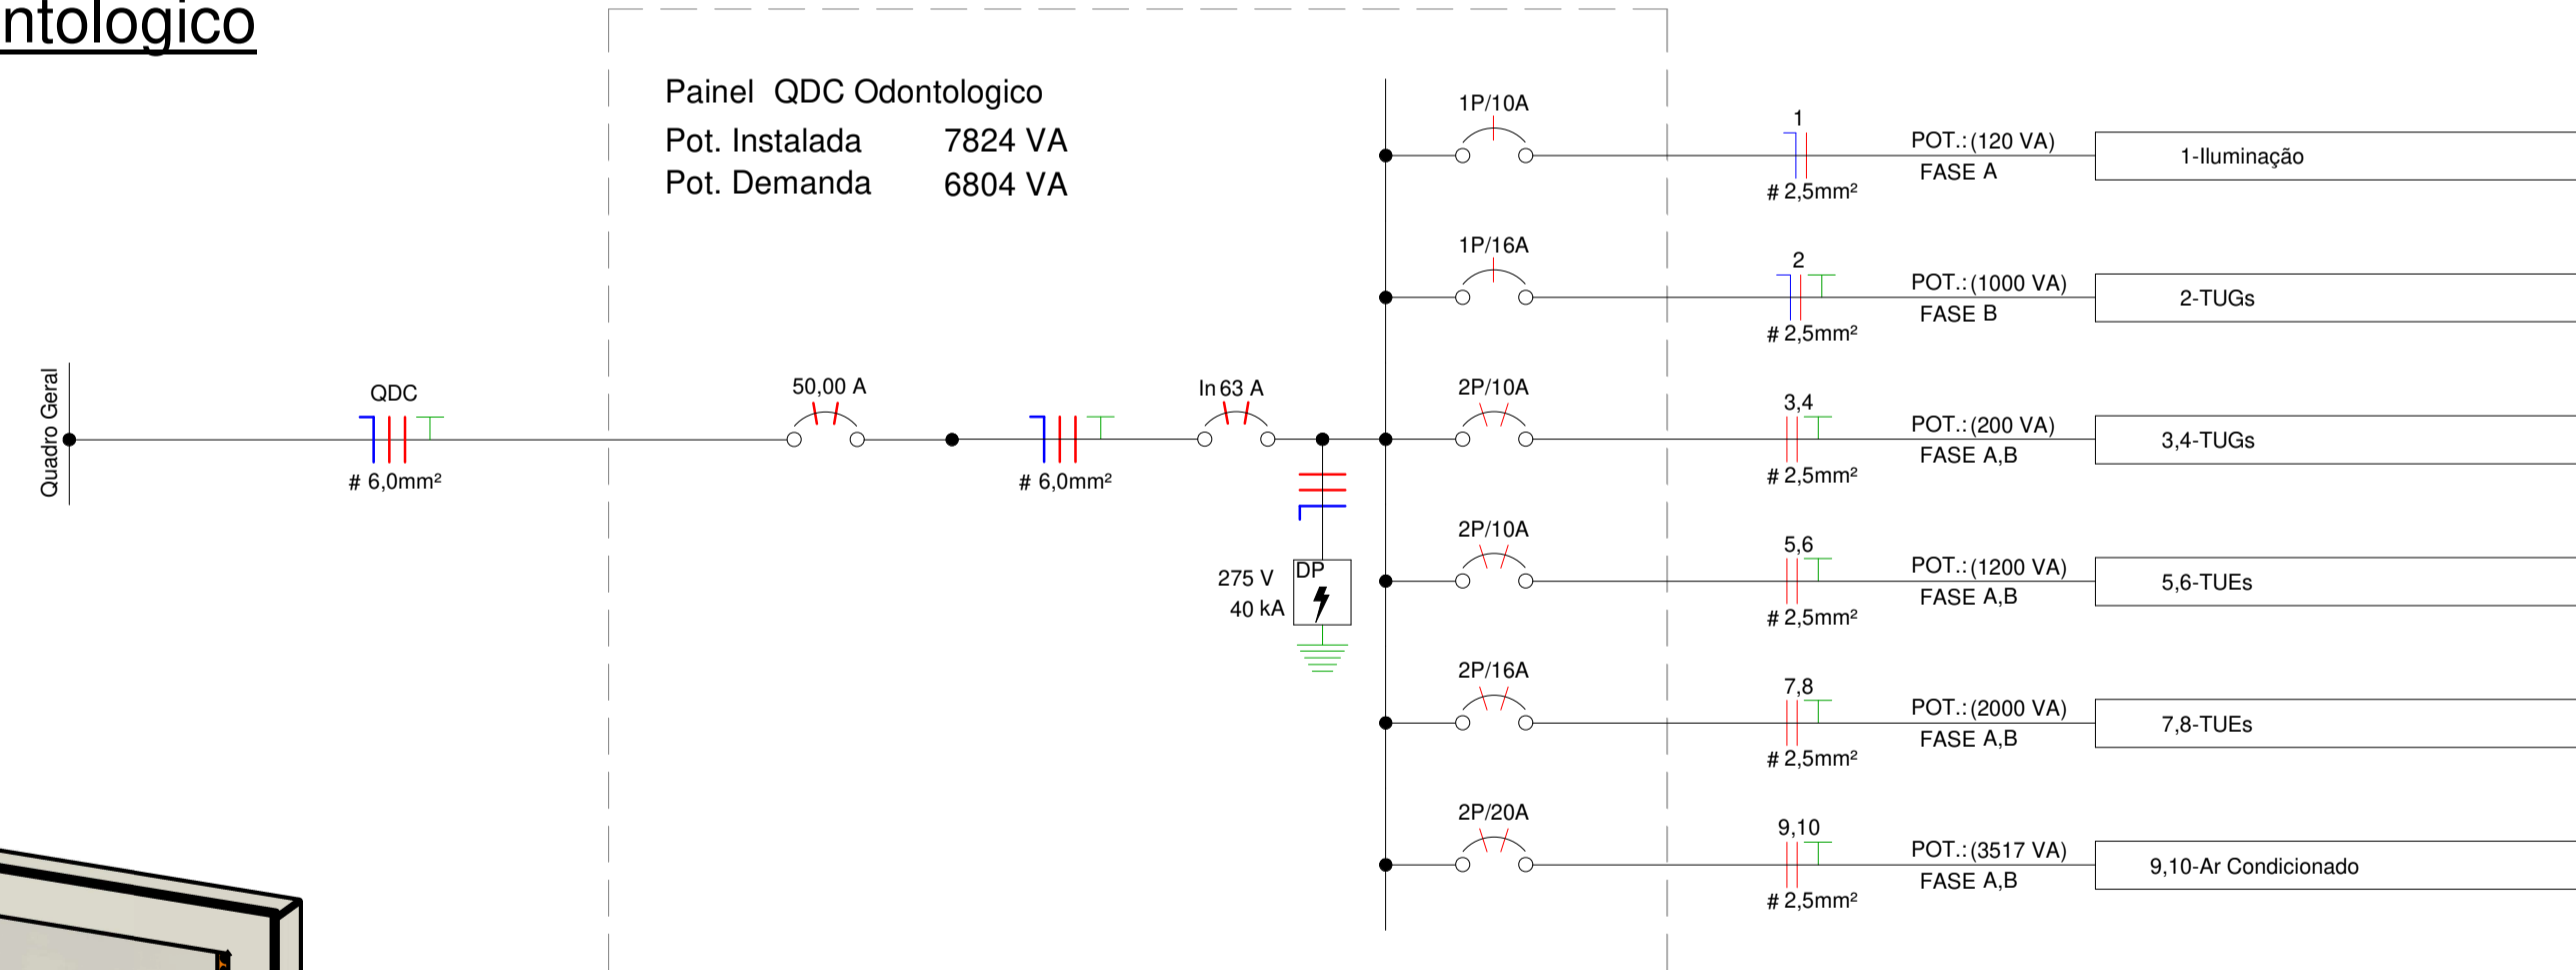 ntologico
Painel QDC Odontologico
Pot. Instalada 7824 VA
Pot. Demanda 6804 VA
Quadro Geral
QDC
# 6,0mm²
50,00 A
# 6,0mm²
In 63 A
275 V
40 kA
DP
1P/10A
1
# 2,5mm²
POT.: (120 VA)
FASE A
1-Iluminação
1P/16A
2
# 2,5mm²
POT.: (1000 VA)
FASE B
2-TUGs
2P/10A
3,4
# 2,5mm²
POT.: (200 VA)
FASE A,B
3,4-TUGs
2P/10A
5,6
# 2,5mm²
POT.: (1200 VA)
FASE A,B
5,6-TUEs
2P/16A
7,8
# 2,5mm²
POT.: (2000 VA)
FASE A,B
7,8-TUEs
2P/20A
9,10
# 2,5mm²
POT.: (3517 VA)
FASE A,B
9,10-Ar Condicionado